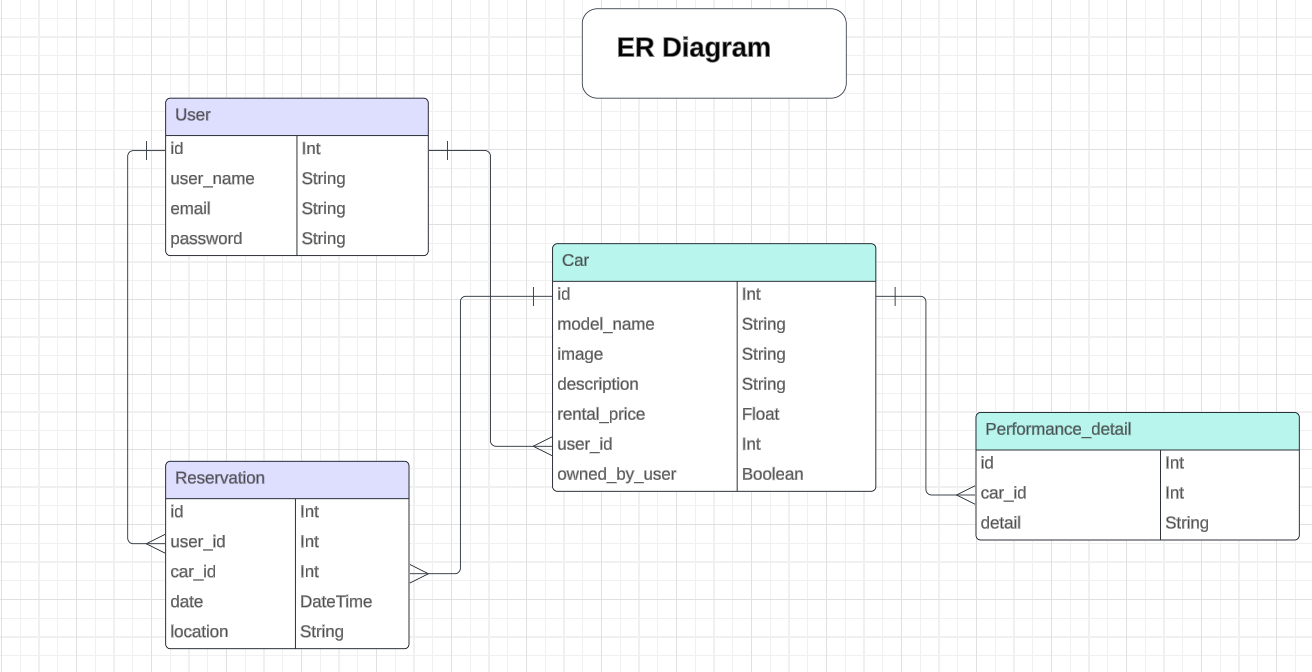 ER Diagram
User
id Int
user_name String
email String
password String
Car
id Int
model_name String
image String
description String
rental_price Float
user_id Int
owned_by_user Boolean
Performance_detail
id Int
car_id Int
detail String
Reservation
id Int
user_id Int
car_id Int
date DateTime
location String